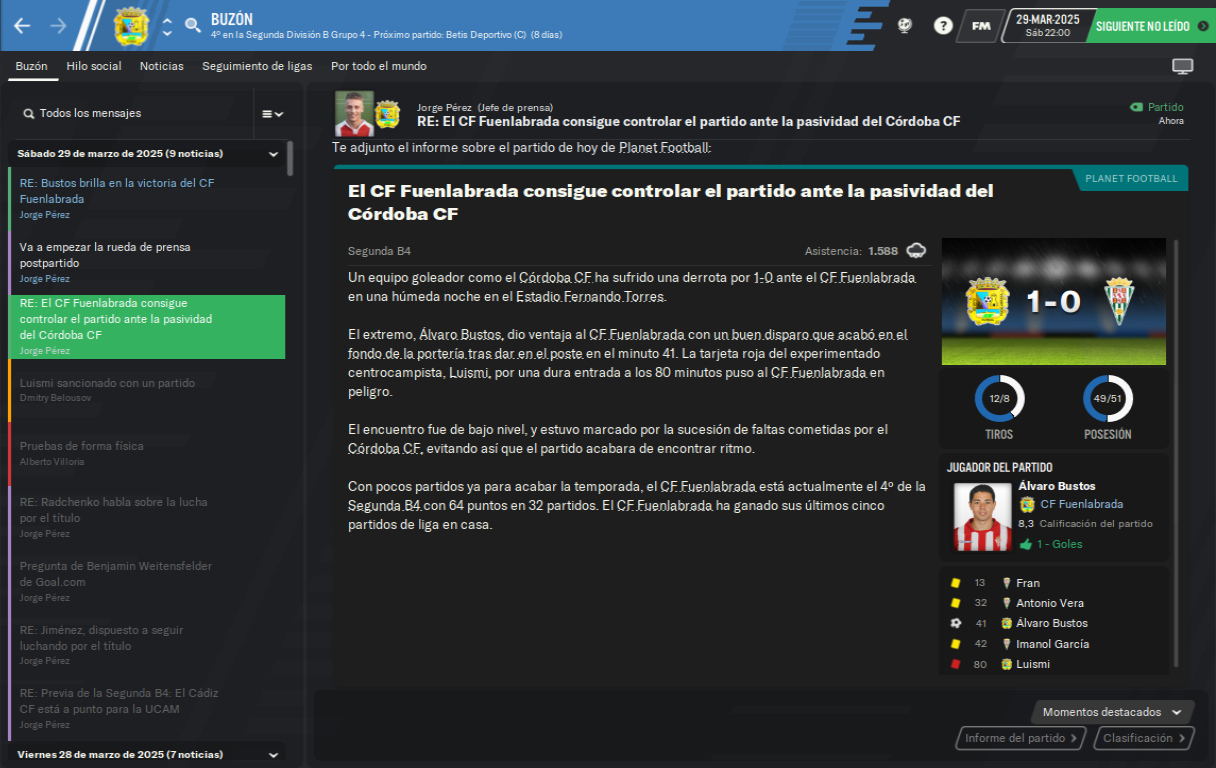 BUZÓN
4º en la Segunda División B Grupo 4 - Próximo partido: Betis Deportivo (C) (8 días)
?
FM
29-MAR-2025
Sáb 22:00
SIGUIENTE NO LEÍDO
Buzón
Hilo social
Noticias
Seguimiento de ligas
Por todo el mundo
Todos los mensajes
Sábado 29 de marzo de 2025 (9 noticias)
RE: Bustos brilla en la victoria del CF
Fuenlabrada
Jorge Pérez
Va a empezar la rueda de prensa
postpartido
Jorge Pérez
RE: El CF Fuenlabrada consigue
controlar el partido ante la pasividad
del Córdoba CF
Jorge Pérez
Luismi sancionado con un partido
Dmitry Belousov
Pruebas de forma física
Alberto Villoria
RE: Radchenko habla sobre la lucha
por el título
Jorge Pérez
Pregunta de Benjamin Weitensfelder
de Goal.com
Jorge Pérez
RE: Jiménez, dispuesto a seguir
luchando por el título
Jorge Pérez
RE: Previa de la Segunda B4: El Cádiz
CF está a punto para la UCAM
Jorge Pérez
Viernes 28 de marzo de 2025 (7 noticias)
Jorge Pérez (Jefe de prensa)
RE: El CF Fuenlabrada consigue controlar el partido ante la pasividad del Córdoba CF
Partido
Ahora
Te adjunto el informe sobre el partido de hoy de Planet Football:
PLANET FOOTBALL
El CF Fuenlabrada consigue controlar el partido ante la pasividad del
Córdoba CF
Segunda B4
Asistencia: 1.588
Un equipo goleador como el Córdoba CF ha sufrido una derrota por 1-0 ante el CF Fuenlabrada
en una húmeda noche en el Estadio Fernando Torres.
El extremo, Álvaro Bustos, dio ventaja al CF Fuenlabrada con un buen disparo que acabó en el
fondo de la portería tras dar en el poste en el minuto 41. La tarjeta roja del experimentado
centrocampista, Luismi, por una dura entrada a los 80 minutos puso al CF Fuenlabrada en
peligro.
El encuentro fue de bajo nivel, y estuvo marcado por la sucesión de faltas cometidas por el
Córdoba CF, evitando así que el partido acabara de encontrar ritmo.
Con pocos partidos ya para acabar la temporada, el CF Fuenlabrada está actualmente el 4º de la
Segunda B4 con 64 puntos en 32 partidos. El CF Fuenlabrada ha ganado sus últimos cinco
partidos de liga en casa.
1-0
12/8
TIROS
49/51
POSESIÓN
JUGADOR DEL PARTIDO
Álvaro Bustos
CF Fuenlabrada
8,3 Calificación del partido
1 - Goles
13 Fran
32 Antonio Vera
41 Álvaro Bustos
42 Imanol García
80 Luismi
Momentos destacados
Informe del partido
Clasificación